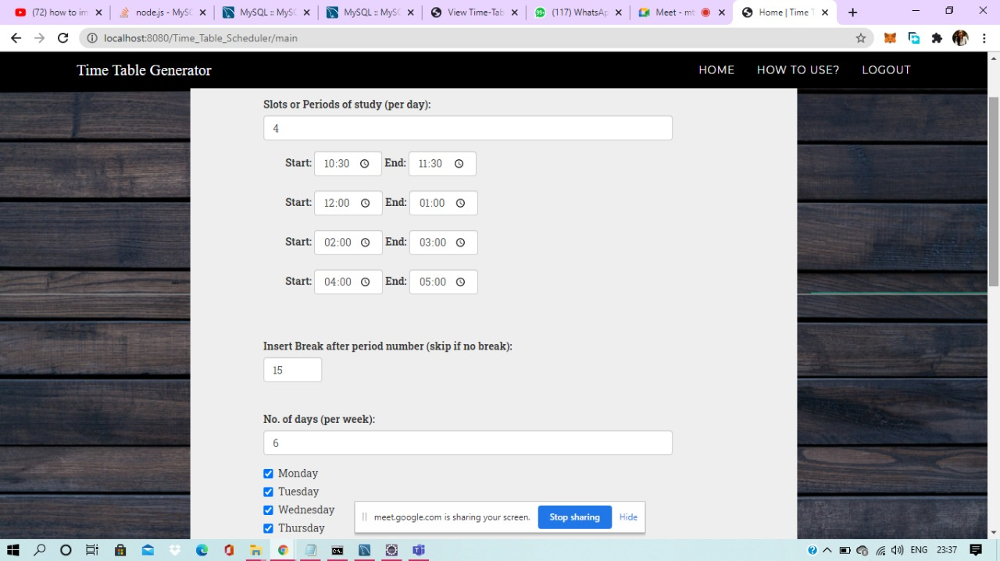 (72) how to im
node.js - MySC
MySQL :: MySC
MySQL :: MySC
View Time-Tab
(117) WhatsAp
Meet - mt
Home | Time T
localhost:8080/Time_Table_Scheduler/main
Time Table Generator
HOME HOW TO USE? LOGOUT
Slots or Periods of study (per day):
4
Start: 10:30 End: 11:30
Start: 12:00 End: 01:00
Start: 02:00 End: 03:00
Start: 04:00 End: 05:00
Insert Break after period number (skip if no break):
15
No. of days (per week):
6
Monday
Tuesday
Wednesday
Thursday
meet.google.com is sharing your screen. Stop sharing Hide
ENG 23:37